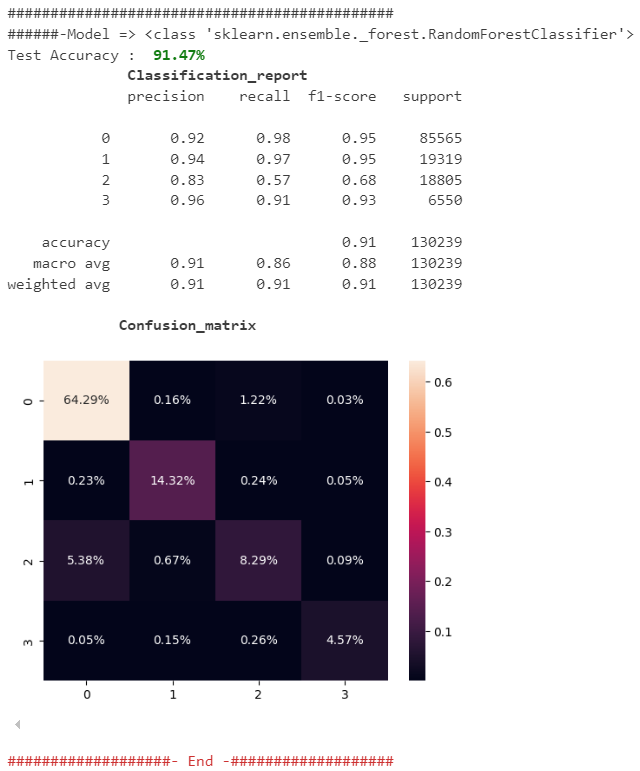 ###########################################
######-Model => <class 'sklearn.ensemble._forest.RandomForestClassifier'>
Test Accuracy : 91.47%
Classification_report
precision recall f1-score support
0 0.92 0.98 0.95 85565
1 0.94 0.97 0.95 19319
2 0.83 0.57 0.68 18805
3 0.96 0.91 0.93 6550
accuracy 0.91 130239
macro avg 0.91 0.86 0.88 130239
weighted avg 0.91 0.91 0.91 130239
Confusion_matrix
0 64.29% 0.16% 1.22% 0.03%
1 0.23% 14.32% 0.24% 0.05%
2 5.38% 0.67% 8.29% 0.09%
3 0.05% 0.15% 0.26% 4.57%
0 1 2 3
0.6
0.5
0.4
0.3
0.2
0.1
##################- End -##################